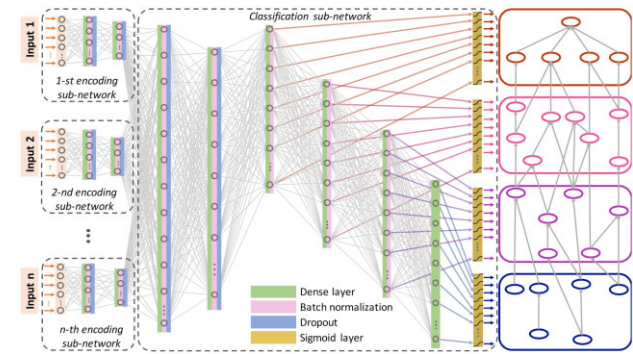 Classification sub-network
Input 1
1-st encoding
sub-network
Input 2
2-nd encoding
sub-network
Input n
n-th encoding
sub-network
Dense layer
Batch normalization
Dropout
Sigmoid layer